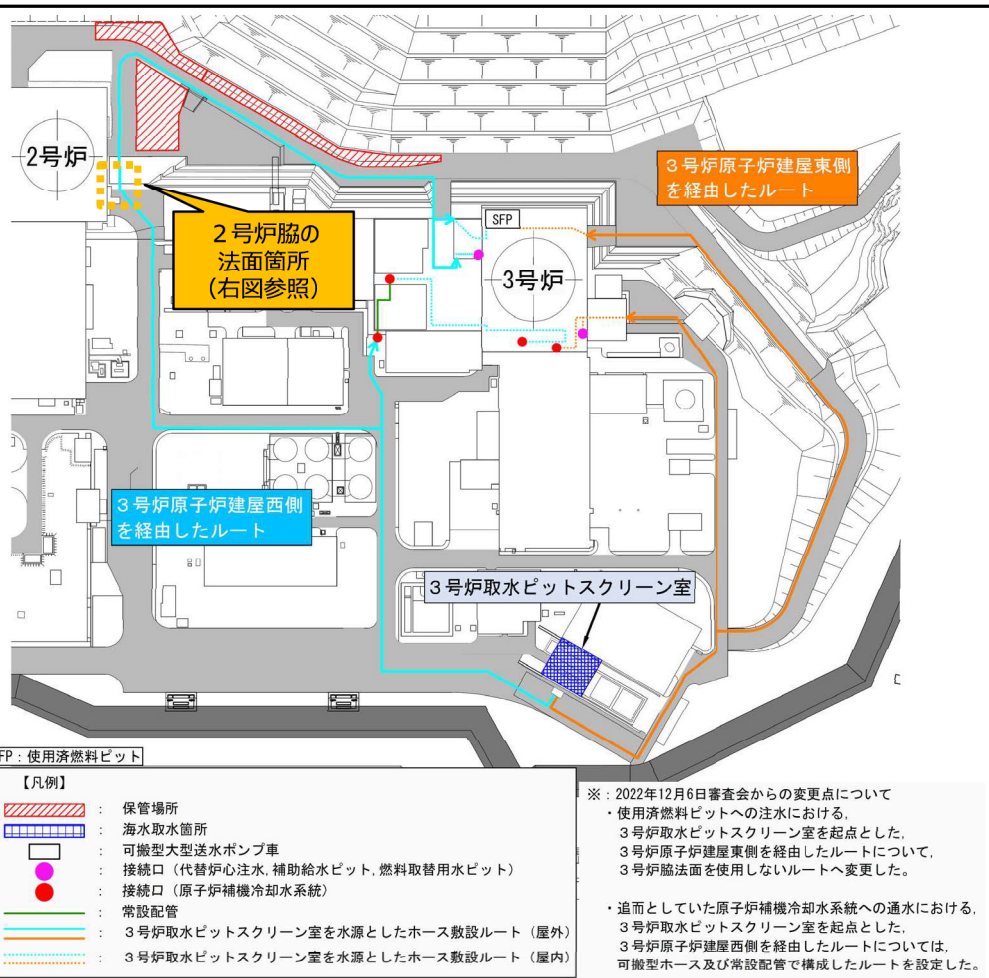 2号炉
3号炉原子炉建屋東側
を経由したルート
SFP
２号炉脇の
法面箇所
(右図参照)
3号炉
３号炉原子炉建屋西側
を経由したルート
３号炉取水ピットスクリーン室
FP：使用済燃料ピット
【凡例】
： 保管場所
： 海水取水箇所
： 可搬型大型送水ポンプ車
： 接続口（代替炉心注水，補助給水ピット，燃料取替用水ピット）
： 接続口（原子炉補機冷却水系統）
： 常設配管
： ３号炉取水ピットスクリーン室を水源としたホース敷設ルート（屋外）
： ３号炉取水ピットスクリーン室を水源としたホース敷設ルート（屋内）
※：2022年12月6日審査会からの変更点について
・使用済燃料ピットへの注水における，
３号炉取水ピットスクリーン室を起点とした，
３号炉原子炉建屋東側を経由したルートについて，
３号炉脇法面を使用しないルートへ変更した。
・追而としていた原子炉補機冷却水系統への通水における，
３号炉取水ピットスクリーン室を起点とした，
３号炉原子炉建屋西側を経由したルートについては，
可搬型ホース及び常設配管で構成したルートを設定した。